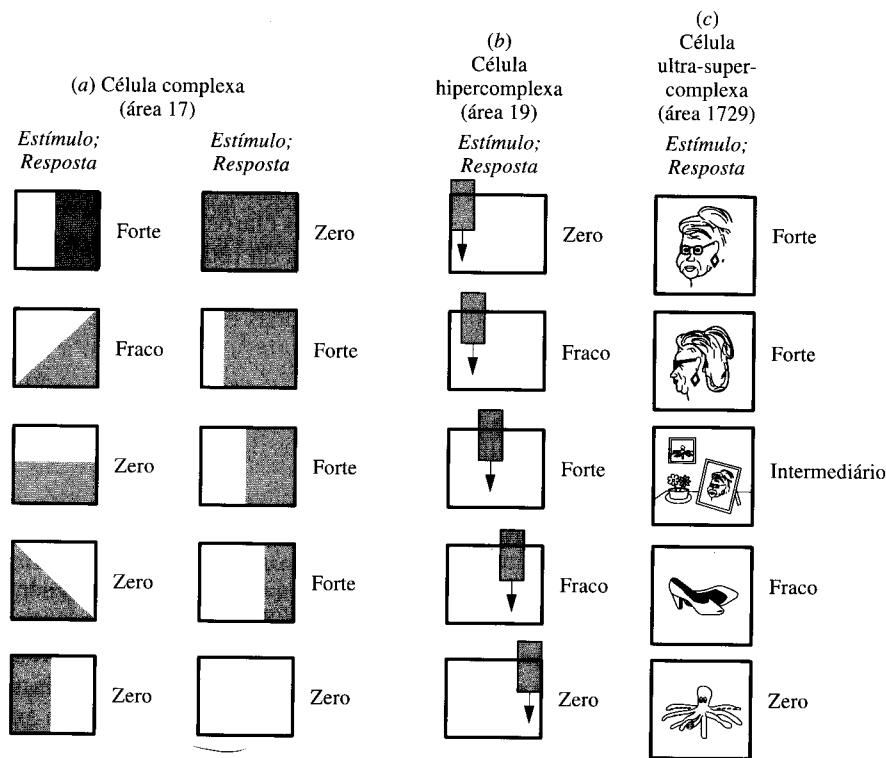 (a) Célula complexa
(área 17)
Estímulo;
Resposta
Forte
Fraco
Zero
Zero
Zero
Estímulo;
Resposta
Zero
Forte
Forte
Forte
Zero
(b)
Célula
hipercomplexa
(área 19)
Estímulo;
Resposta
Zero
Fraco
Forte
Fraco
Zero
(c)
Célula
ultra-super-
complexa
(área 1729)
Estímulo;
Resposta
Forte
Forte
Intermediário
Fraco
Zero